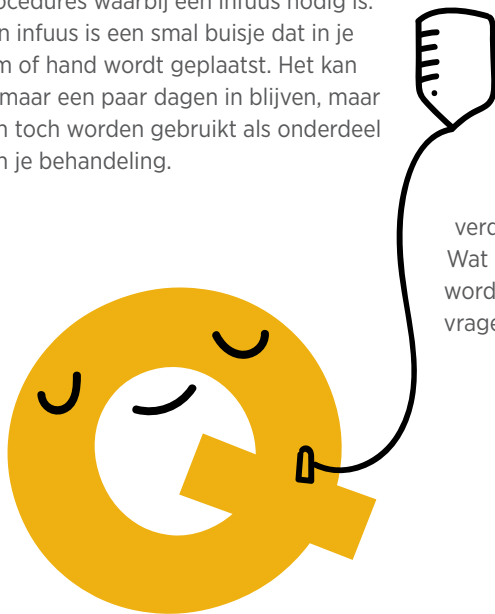 ocedures waarbij een infuus nodig is.
n infuus is een smal buisje dat in je
m of hand wordt geplaatst. Het kan
maar een paar dagen in blijven, maar
n toch worden gebruikt als onderdeel
n je behandeling.
verd
Wat
word
vrage
Q